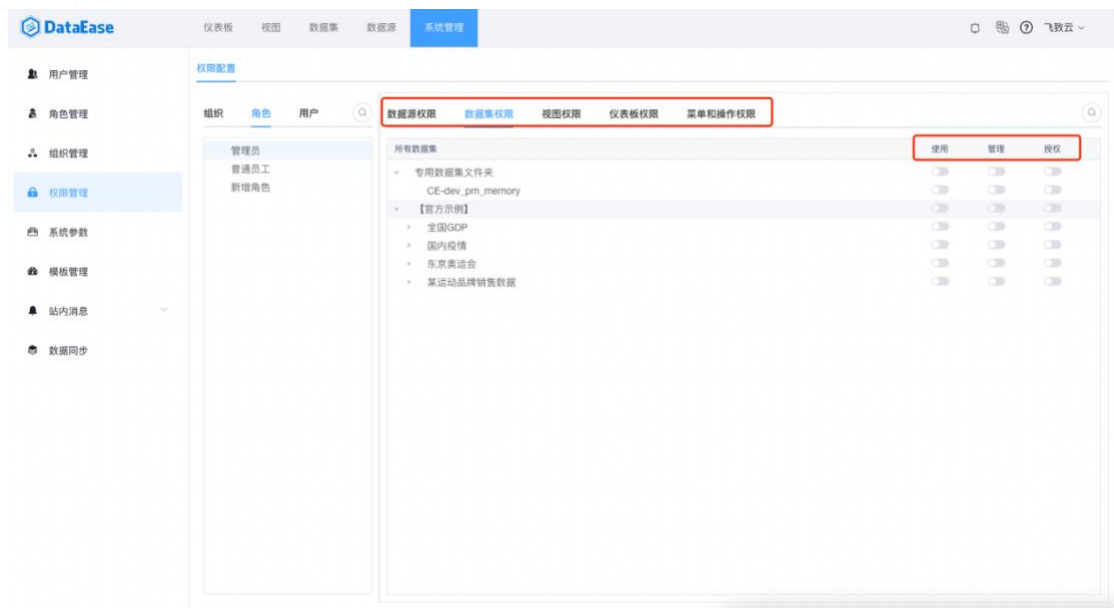 DataEase 仪表板 视图 数据集 数据源 系统管理 飞致云
用户管理
角色管理
组织管理
权限管理
系统参数
模板管理
站内消息
数据同步
权限配置
组织 角色 用户
管理员
普通员工
新增角色
数据源权限 数据集权限 视图权限 仪表板权限 菜单和操作权限
所有数据集 使用 管理 授权
专用数据集文件夹
CE-dev_pm_memory
【官方示例】
全国GDP
国内疫情
东京奥运会
某运动品牌销售数据